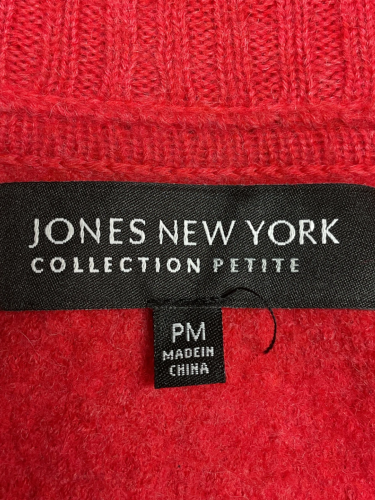 JONES NEW YORK
COLLECTION PETITE
PM
MADE IN
CHINA